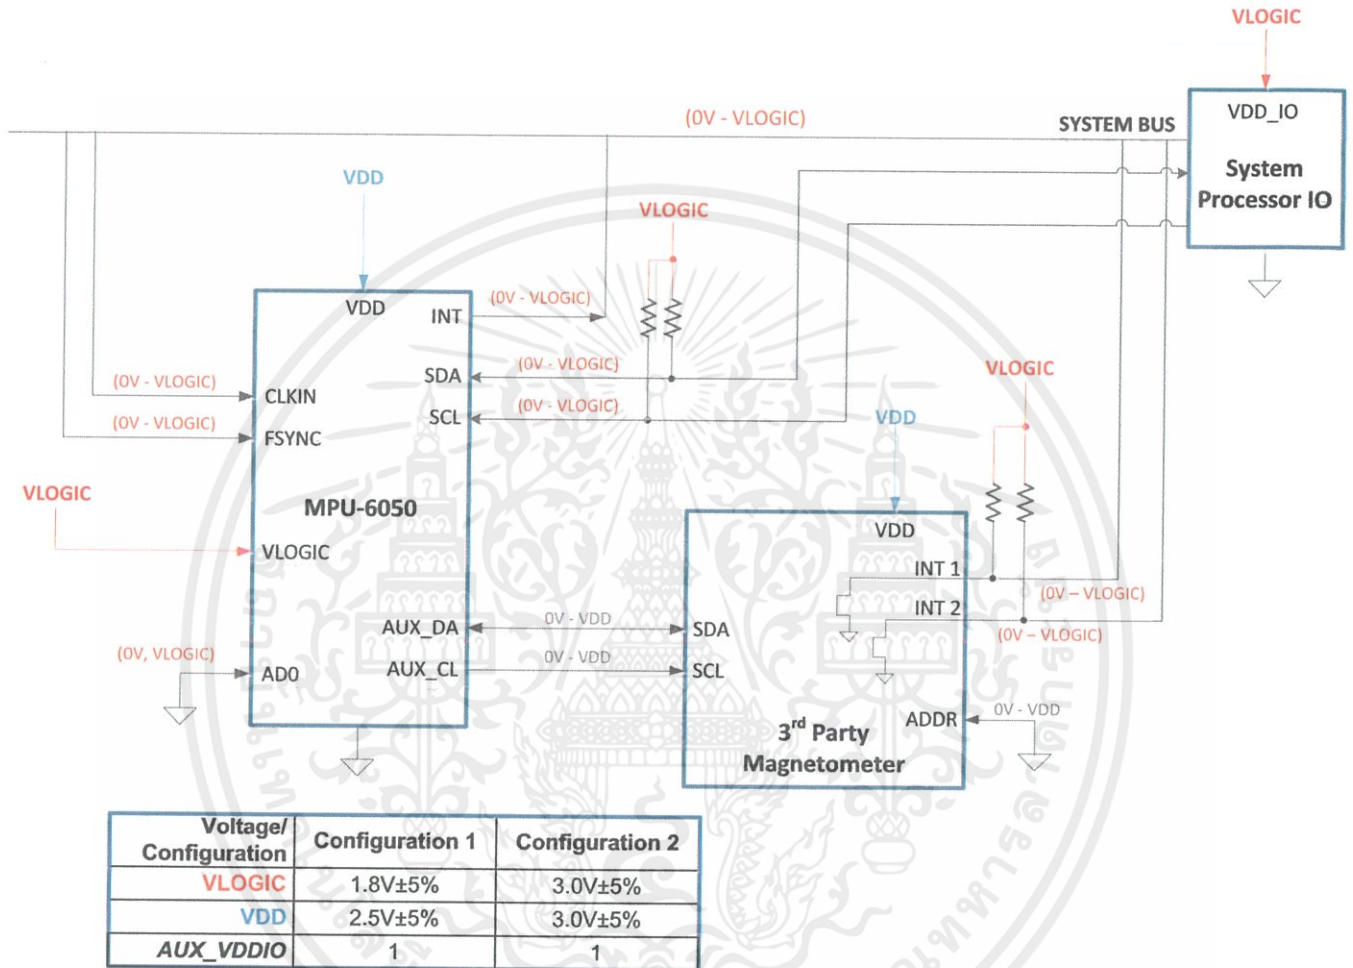 VLOGIC
(0V - VLOGIC)
SYSTEM BUS
VDD_IO
System
Processor IO
VDD
VLOGIC
VDD
INT
(0V - VLOGIC)
SDA
(0V - VLOGIC)
SCL
(0V - VLOGIC)
(0V - VLOGIC)
CLKIN
(0V - VLOGIC)
FSYNC
VLOGIC
MPU-6050
VLOGIC
AUX_DA
0V - VDD
AUX_CL
0V - VDD
(0V, VLOGIC)
AD0
VLOGIC
VDD
VDD
INT 1
(0V – VLOGIC)
INT 2
(0V – VLOGIC)
SDA
SCL
ADDR
0V - VDD
3rd Party
Magnetometer
Voltage/ Configuration 1 Configuration 2
Configuration
VLOGIC 1.8V±5% 3.0V±5%
VDD 2.5V±5% 3.0V±5%
AUX_VDDIO 1 1